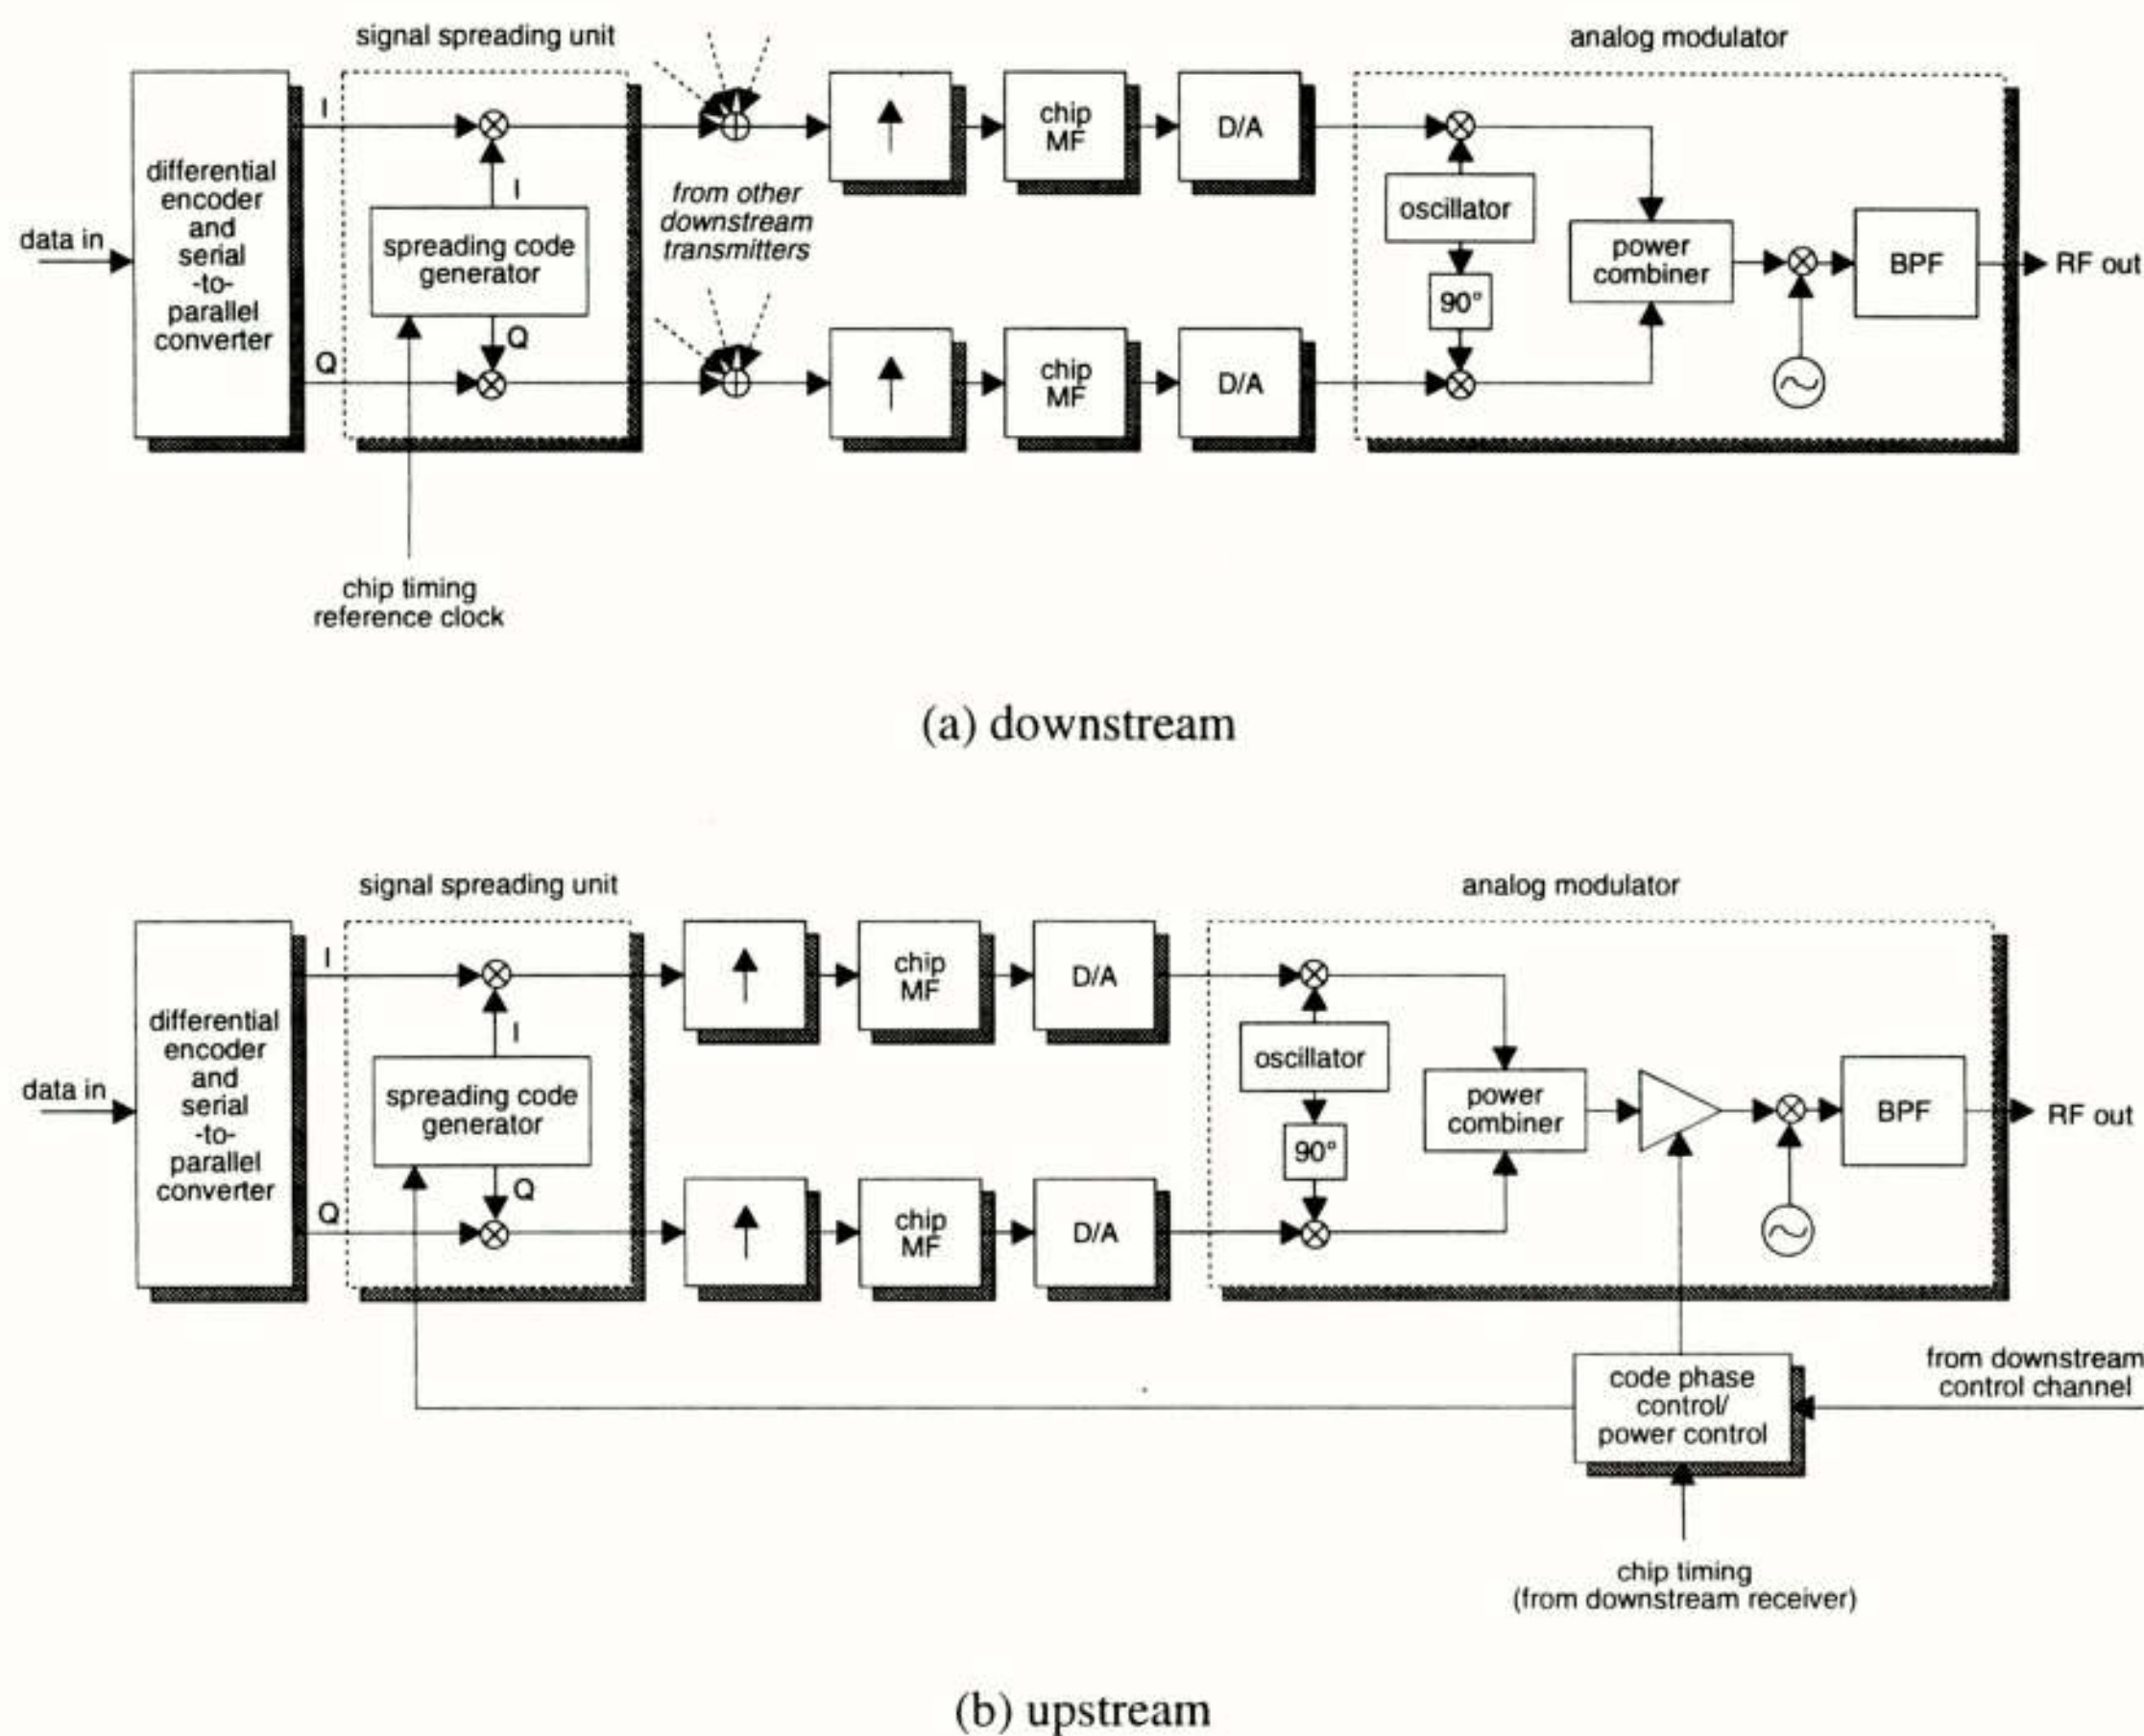 signal spreading unit
analog modulator
data in
differential
encoder
and
serial
-to-
parallel
converter
I
Q
I
spreading code
generator
Q
from other
downstream
transmitters
chip
MF
D/A
chip
MF
D/A
oscillator
90°
power
combiner
BPF
RF out
chip timing
reference clock
(a) downstream
signal spreading unit
analog modulator
data in
differential
encoder
and
serial
-to-
parallel
converter
I
Q
I
spreading code
generator
Q
chip
MF
D/A
chip
MF
D/A
oscillator
90°
power
combiner
BPF
RF out
code phase
control/
power control
from downstream
control channel
chip timing
(from downstream receiver)
(b) upstream